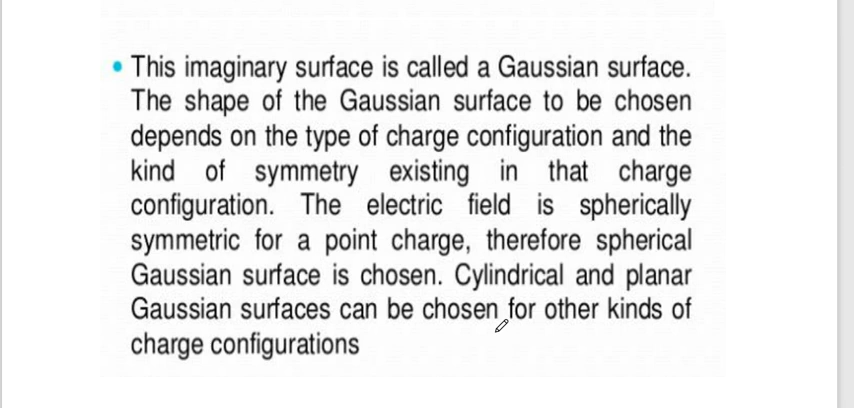 • This imaginary surface is called a Gaussian surface.
The shape of the Gaussian surface to be chosen
depends on the type of charge configuration and the
kind of symmetry existing in that charge
configuration. The electric field is spherically
symmetric for a point charge, therefore spherical
Gaussian surface is chosen. Cylindrical and planar
Gaussian surfaces can be chosen for other kinds of
charge configurations